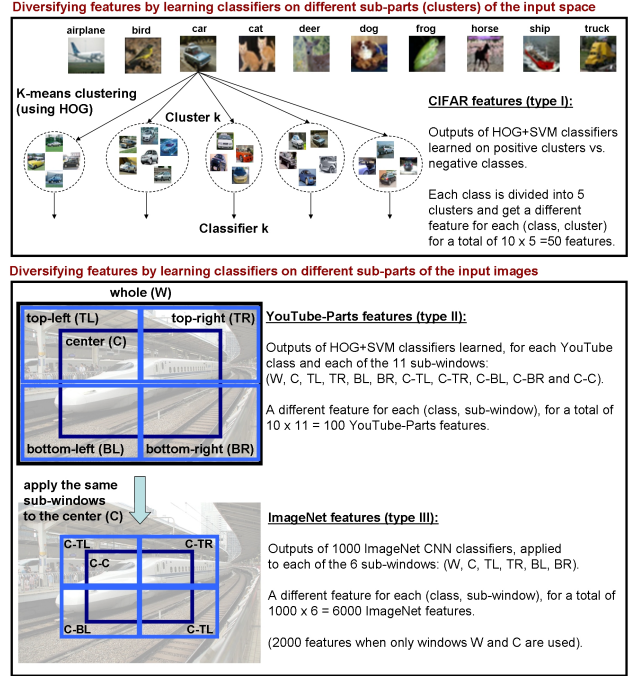 Diversifying features by learning classifiers on different sub-parts (clusters) of the input space
airplane bird car cat deer dog frog horse ship truck
K-means clustering
(using HOG)
Cluster k
Classifier k
CIFAR features (type I):
Outputs of HOG+SVM classifiers
learned on positive clusters vs.
negative classes.
Each class is divided into 5
clusters and get a different
feature for each (class, cluster)
for a total of 10 x 5 =50 features.
Diversifying features by learning classifiers on different sub-parts of the input images
whole (W)
top-left (TL) top-right (TR)
center (C)
bottom-left (BL) bottom-right (BR)
YouTube-Parts features (type II):
Outputs of HOG+SVM classifiers learned, for each YouTube
class and each of the 11 sub-windows:
(W, C, TL, TR, BL, BR, C-TL, C-TR, C-BL, C-BR and C-C).
A different feature for each (class, sub-window), for a total of
10 x 11 = 100 YouTube-Parts features.
apply the same
sub-windows
to the center (C)
C-TL C-TR
C-C
C-BL C-TL
ImageNet features (type III):
Outputs of 1000 ImageNet CNN classifiers, applied
to each of the 6 sub-windows: (W, C, TL, TR, BL, BR).
A different feature for each (class, sub-window), for a total of
1000 x 6 = 6000 ImageNet features.
(2000 features when only windows W and C are used).